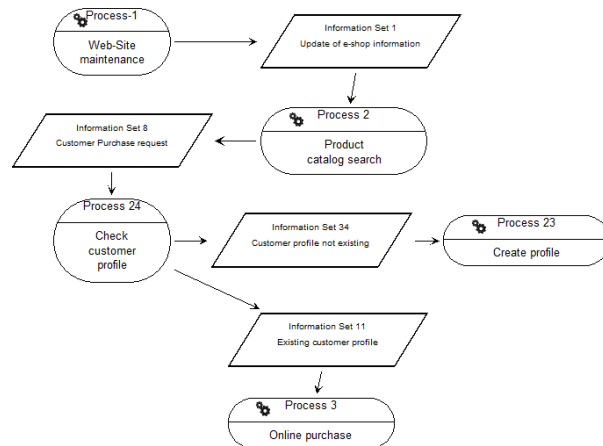 Process-1
Web-Site
maintenance
Information Set 1
Update of e-shop information
Process 2
Product
catalog search
Information Set 8
Customer Purchase request
Process 24
Check
customer
profile
Information Set 34
Customer profile not existing
Process 23
Create profile
Information Set 11
Existing customer profile
Process 3
Online purchase